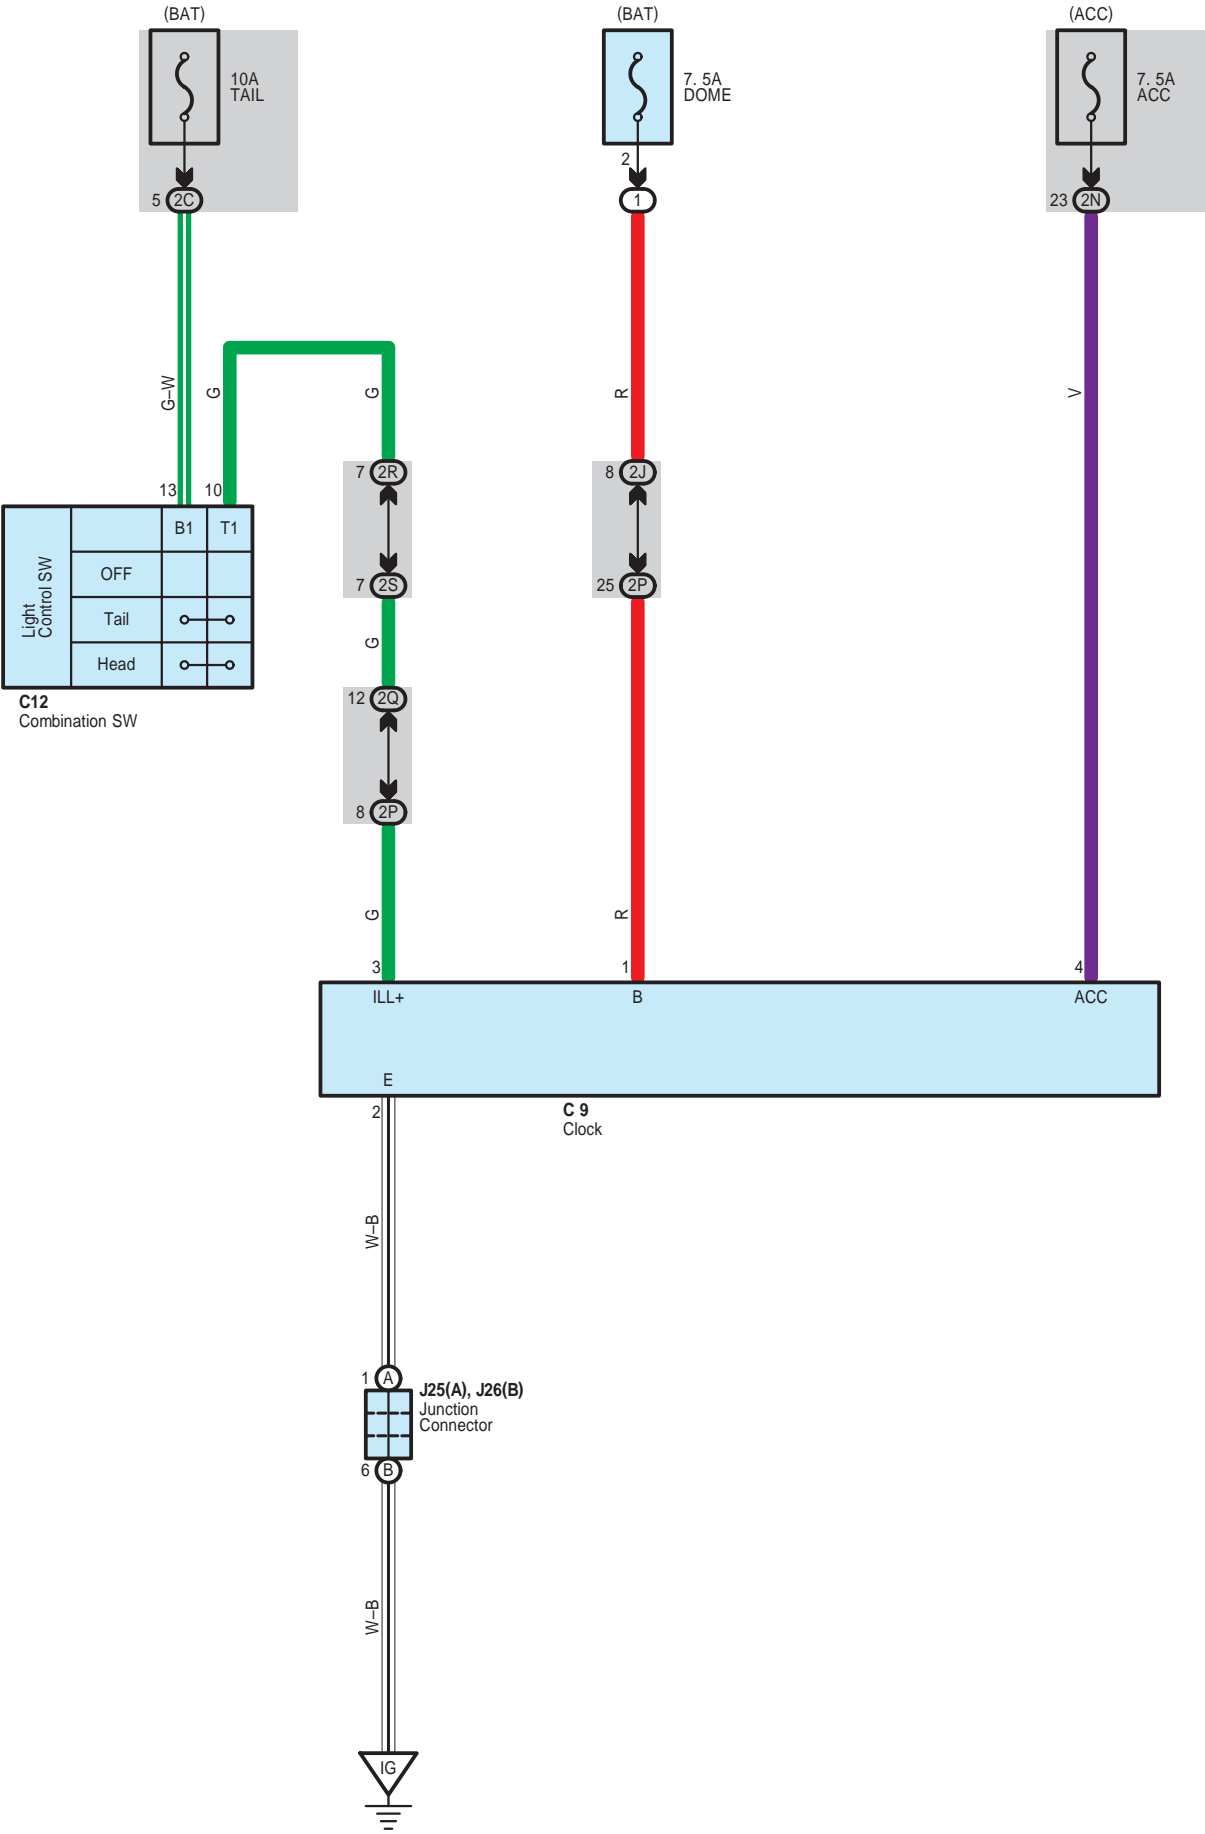 (BAT)
(BAT)
(ACC)
10A
TAIL
7. 5A
DOME
7. 5A
ACC
2
5
2C
1
23
2N
G–W
G
G
R
V
7
2R
8
2J
13
10
B1
T1
Light
Control SW
OFF
Tail
Head
7
2S
25
2P
G
12
2Q
C12
Combination SW
8
2P
G
R
3
1
4
ILL+
B
ACC
E
2
C 9
Clock
W–B
1
A
J25(A), J26(B)
Junction
Connector
6
B
W–B
IG